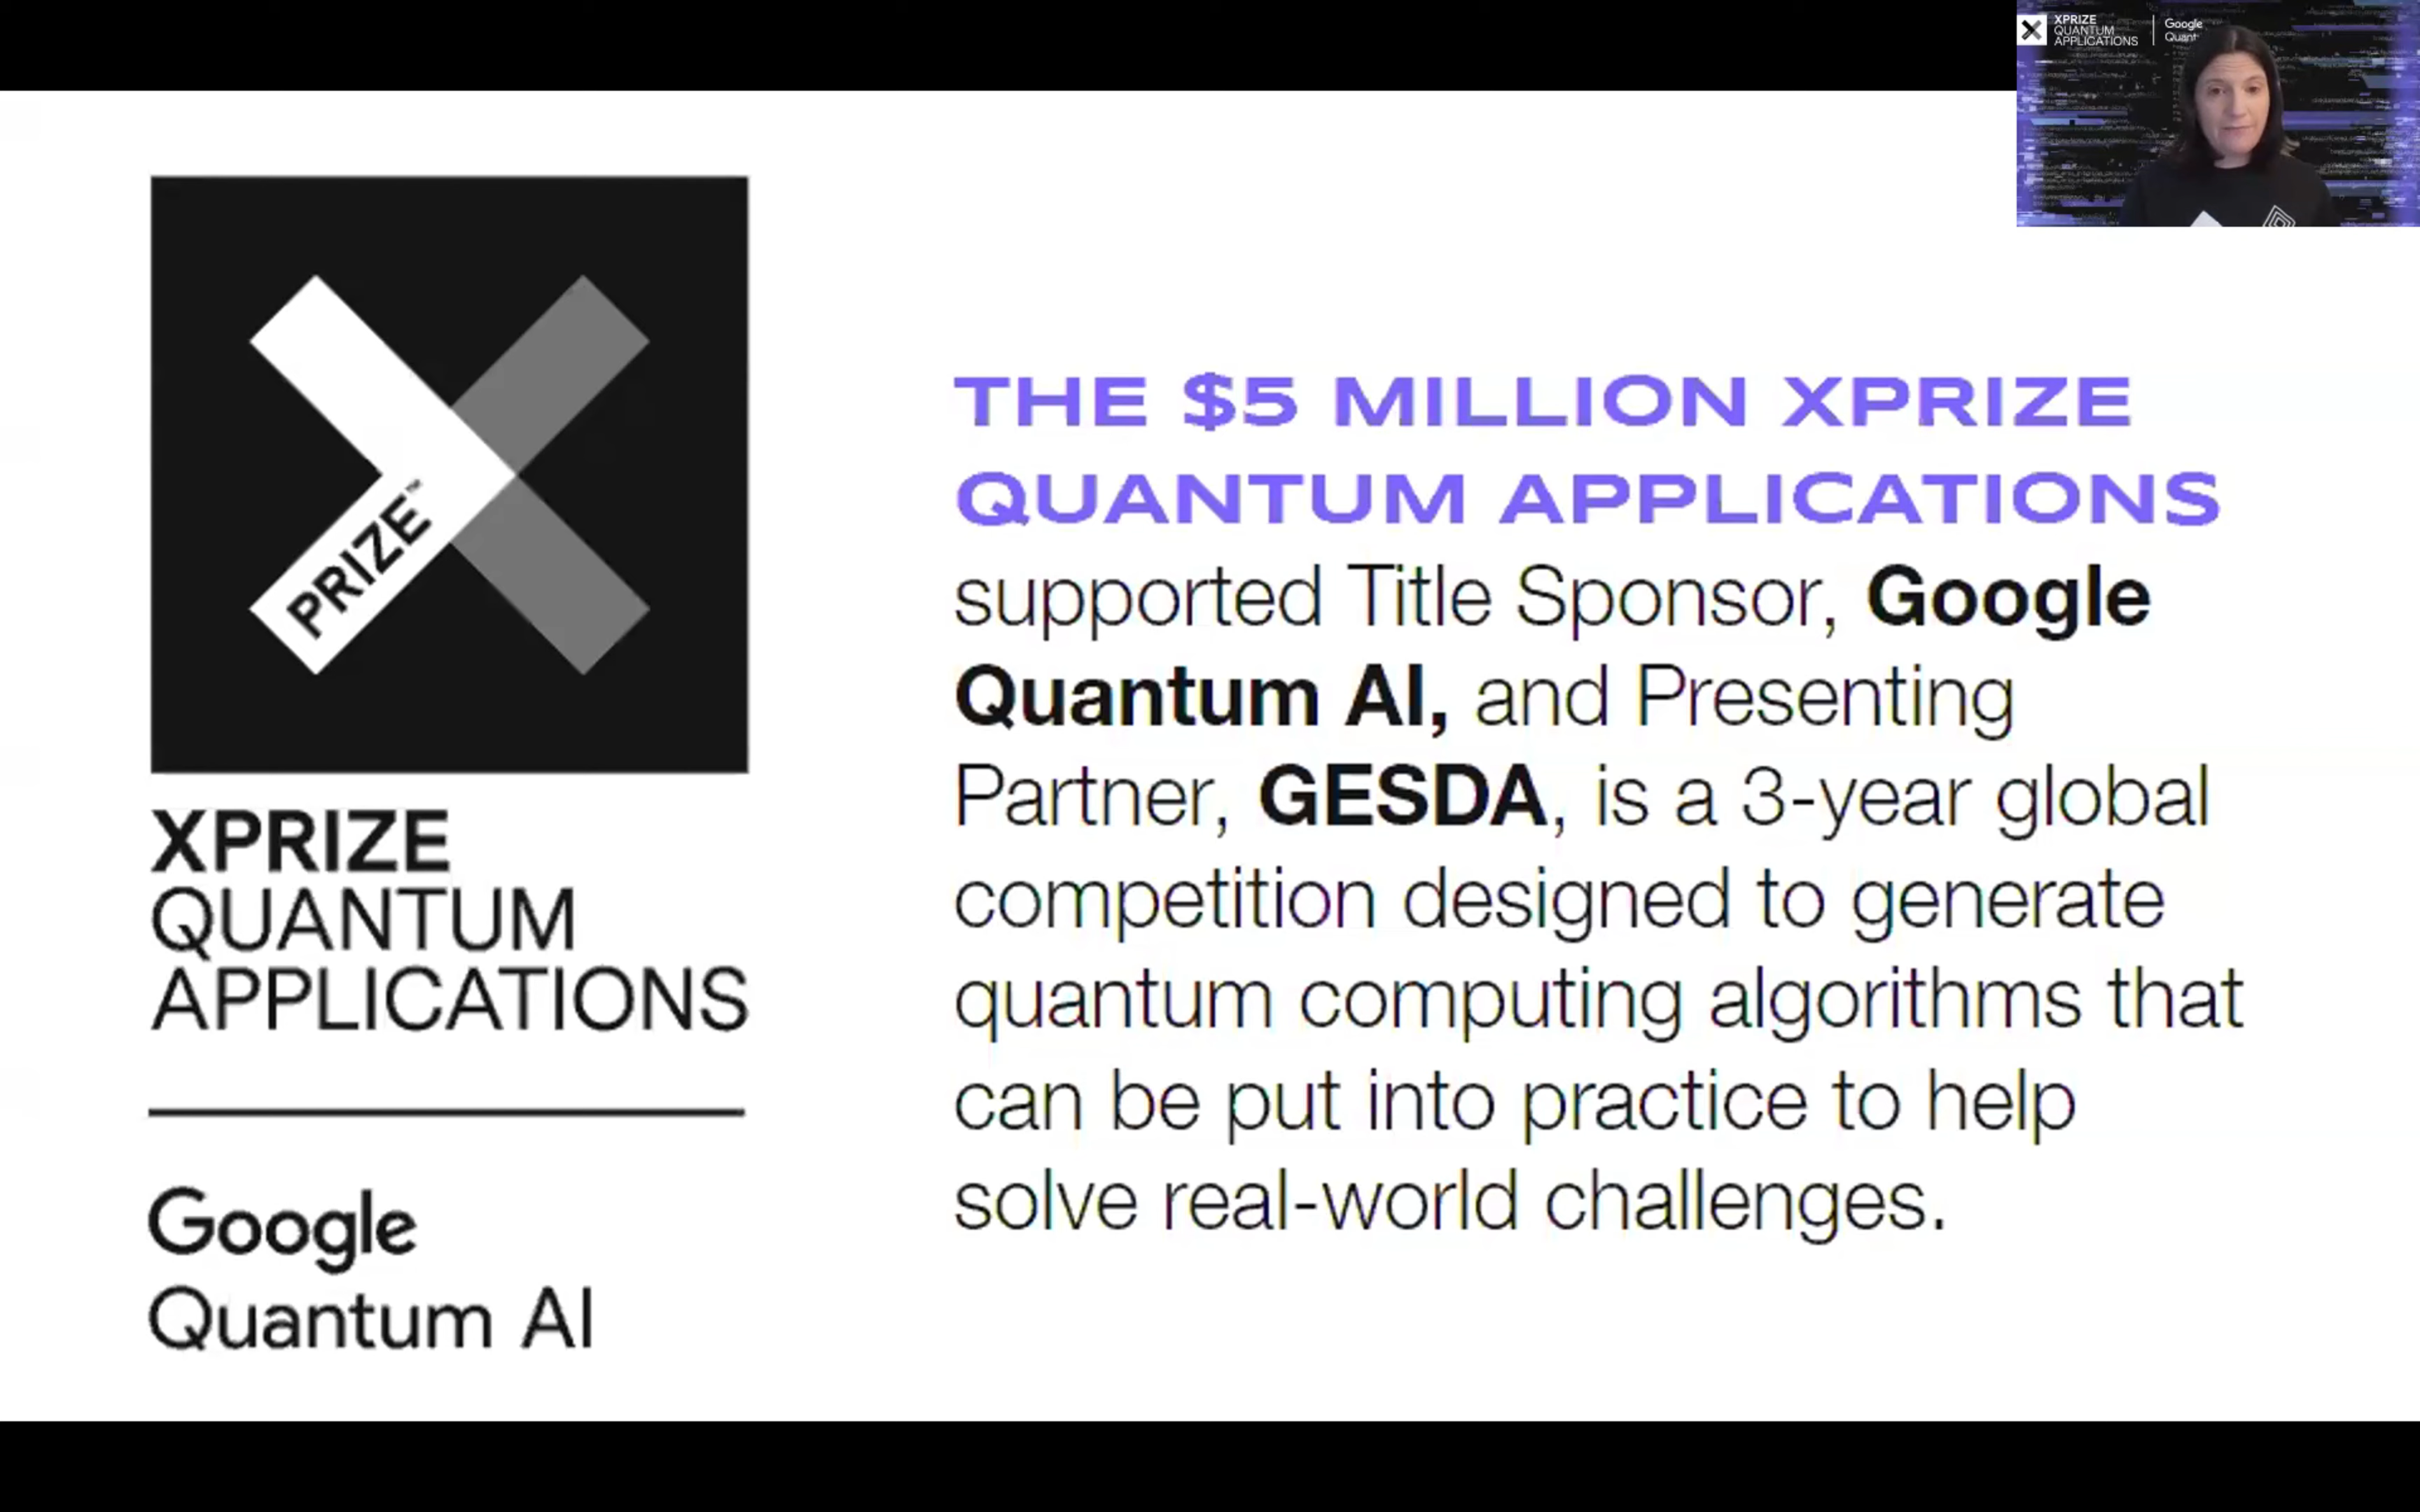 XPRIZE
QUANTUM
APPLICATIONS
Google
PRIZE™
XPRIZE
QUANTUM
APPLICATIONS
Google
Quantum AI
THE $5 MILLION XPRIZE
QUANTUM APPLICATIONS
supported Title Sponsor, Google
Quantum AI, and Presenting
Partner, GESDA, is a 3-year global
competition designed to generate
quantum computing algorithms that
can be put into practice to help
solve real-world challenges.